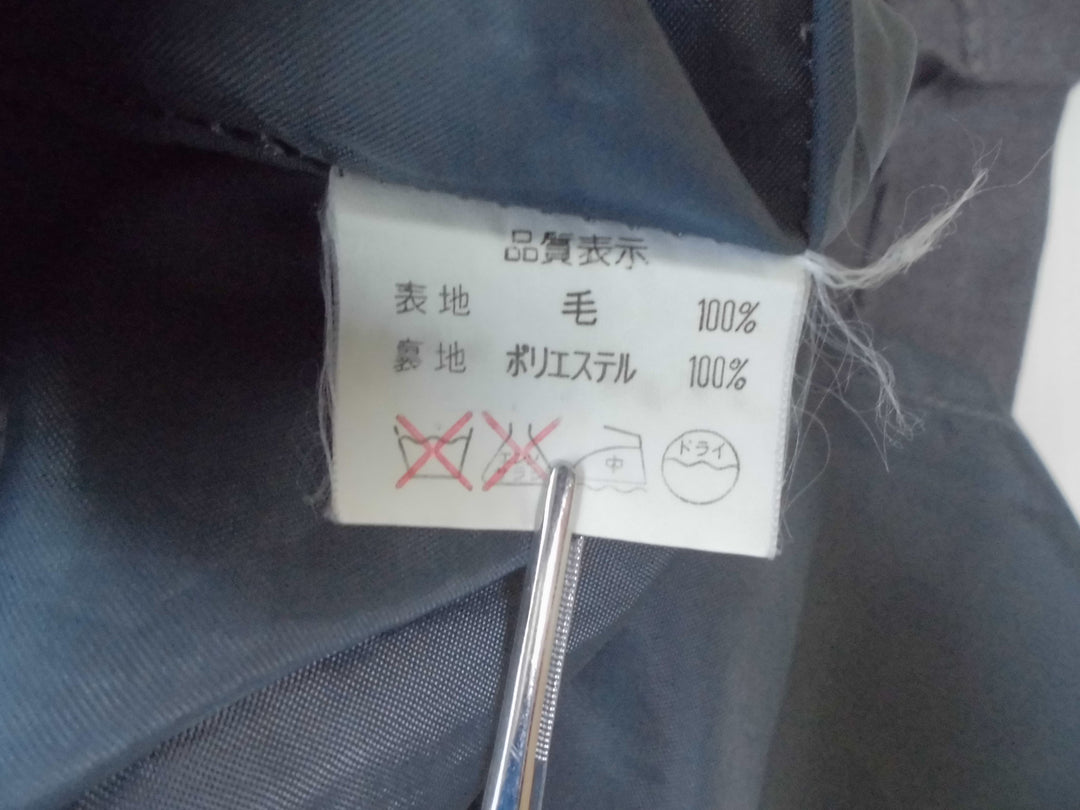 品質表示
表地 毛 100%
裏地 ポリエステル 100%
中 ドライ